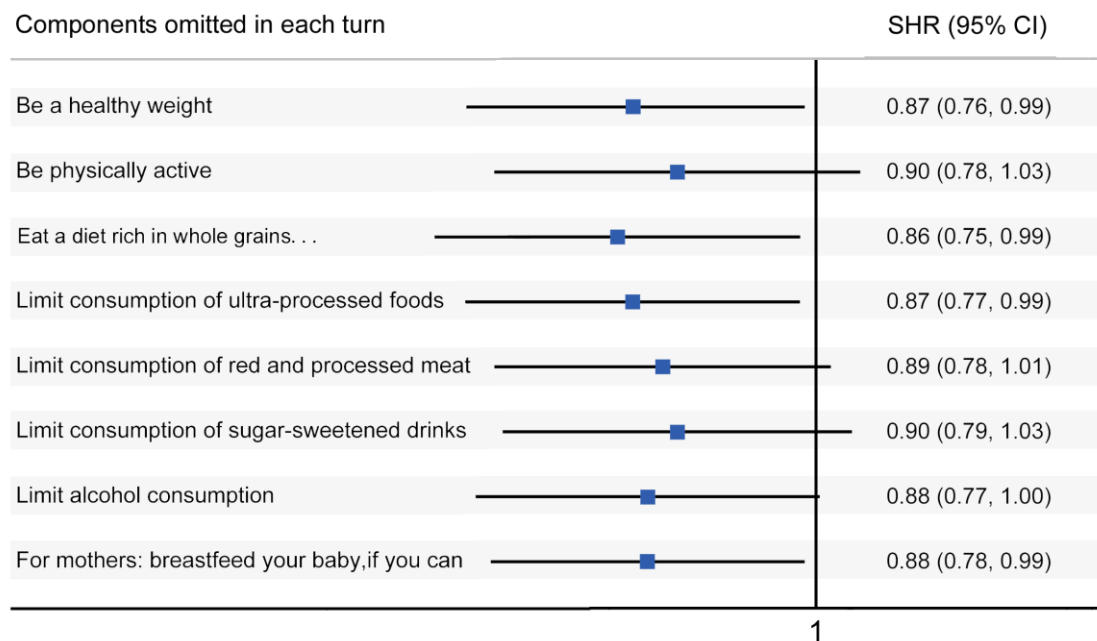 Components omitted in each turn SHR (95% CI)
Be a healthy weight 0.87 (0.76, 0.99)
Be physically active 0.90 (0.78, 1.03)
Eat a diet rich in whole grains. . . 0.86 (0.75, 0.99)
Limit consumption of ultra-processed foods 0.87 (0.77, 0.99)
Limit consumption of red and processed meat 0.89 (0.78, 1.01)
Limit consumption of sugar-sweetened drinks 0.90 (0.79, 1.03)
Limit alcohol consumption 0.88 (0.77, 1.00)
For mothers: breastfeed your baby,if you can 0.88 (0.78, 0.99)
1